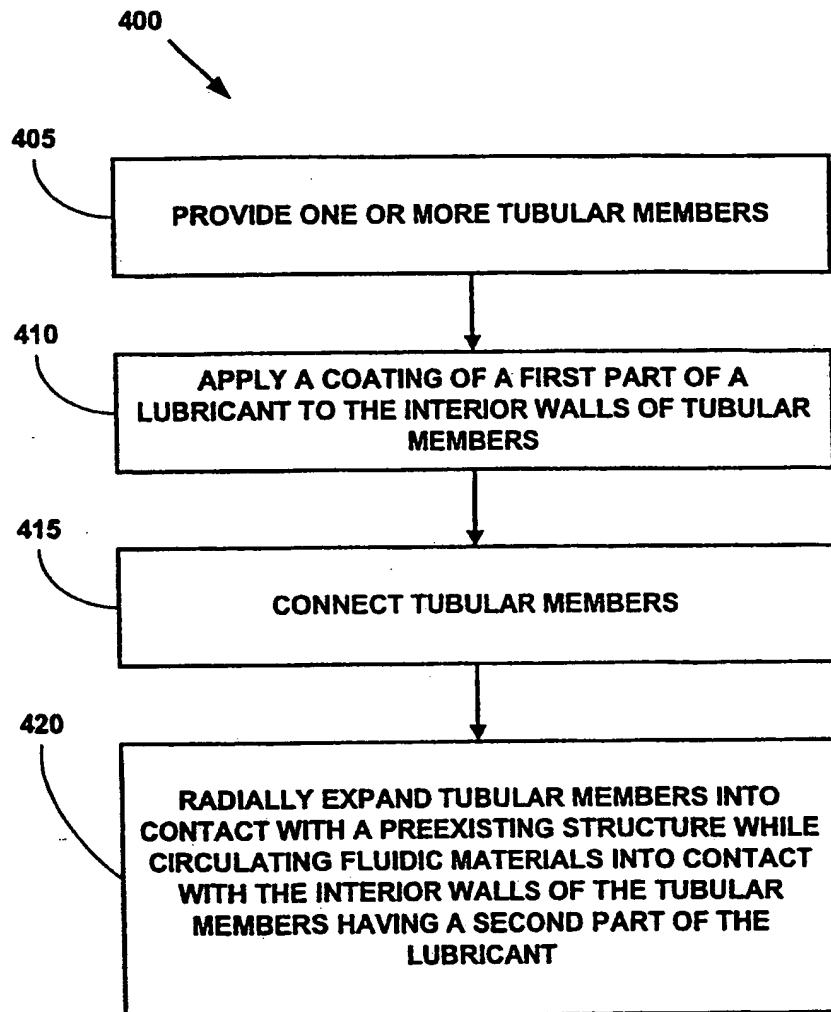 400
405
PROVIDE ONE OR MORE TUBULAR MEMBERS
410
APPLY A COATING OF A FIRST PART OF A
LUBRICANT TO THE INTERIOR WALLS OF TUBULAR
MEMBERS
415
CONNECT TUBULAR MEMBERS
420
RADIALLY EXPAND TUBULAR MEMBERS INTO
CONTACT WITH A PREEXISTING STRUCTURE WHILE
CIRCULATING FLUIDIC MATERIALS INTO CONTACT
WITH THE INTERIOR WALLS OF THE TUBULAR
MEMBERS HAVING A SECOND PART OF THE
LUBRICANT